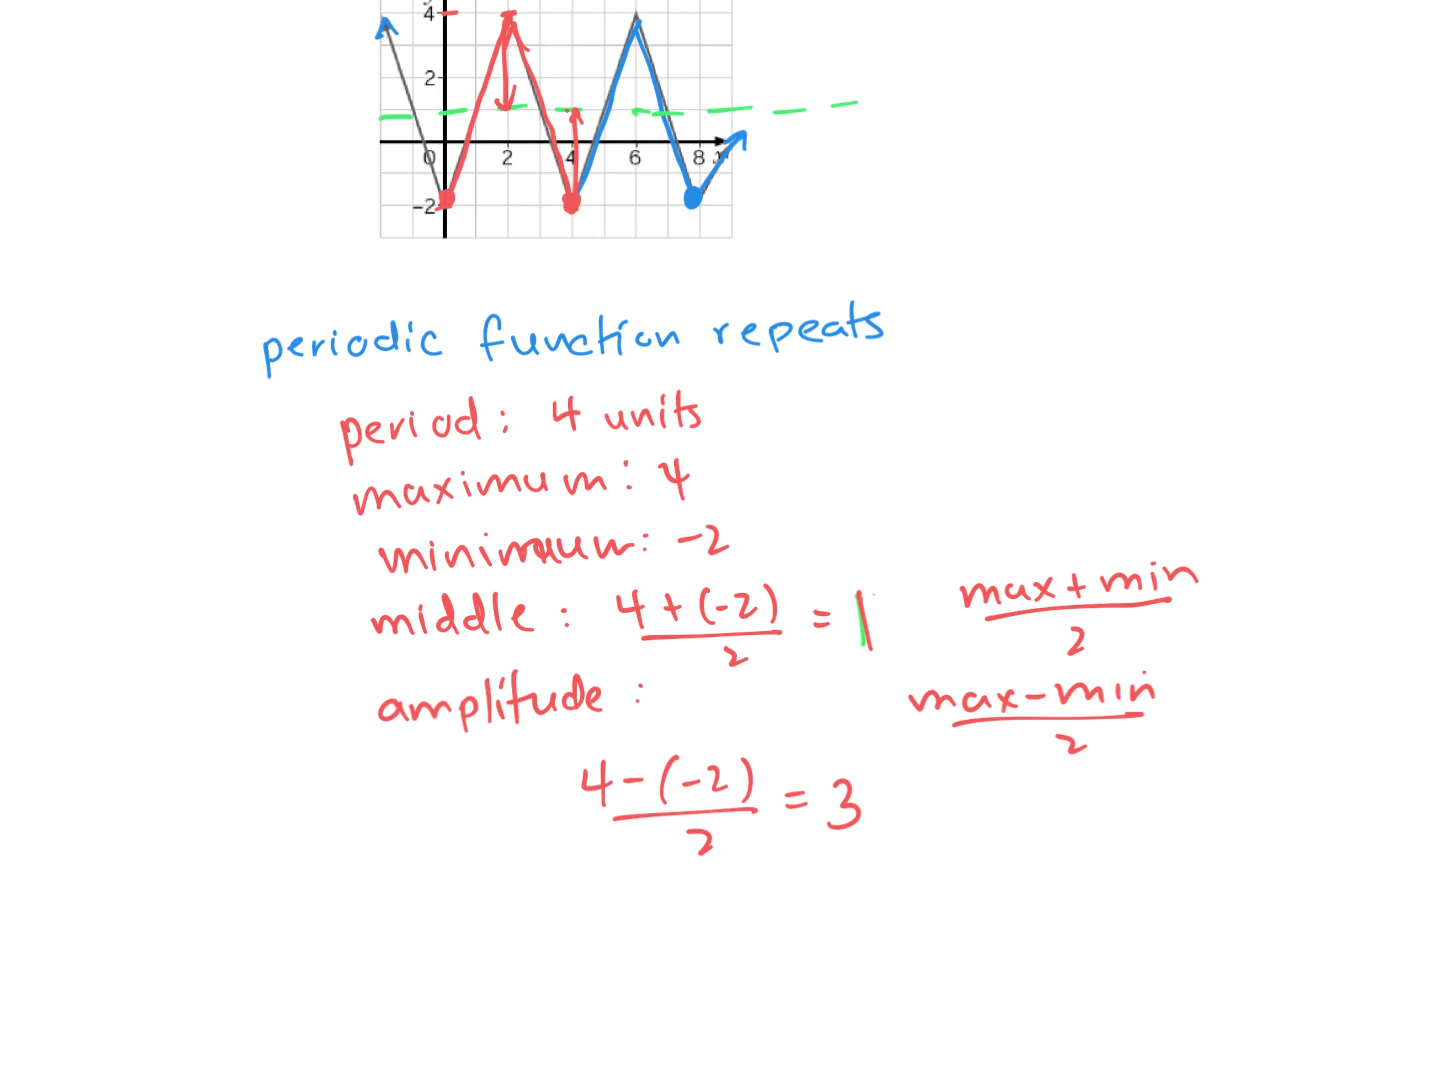 4
2
0 2 4 6 8
-2
periodic function repeats
period: 4 units
maximum: 4
minimum: -2
middle: (4 + (-2))/2 = 1 (max + min)/2
amplitude: (max - min)/2
(4 - (-2))/2 = 3